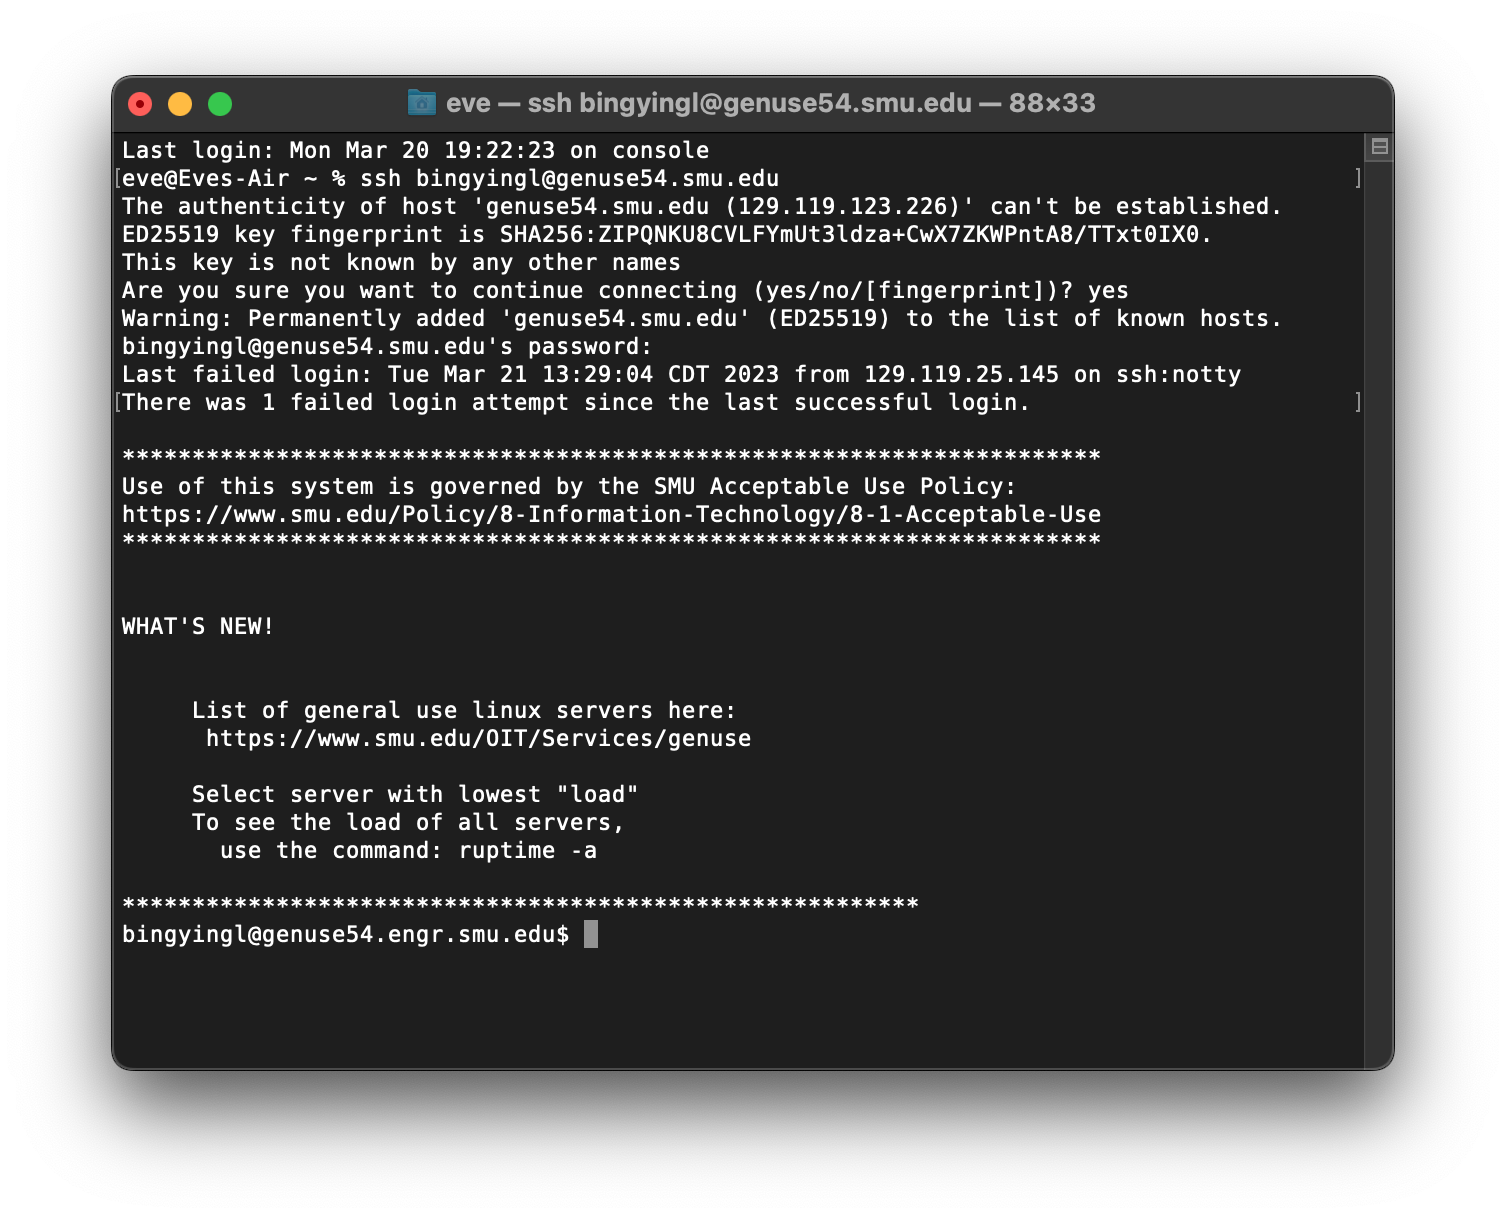 eve — ssh bingyingl@genuse54.smu.edu — 88×33
Last login: Mon Mar 20 19:22:23 on console
[eve@Eves-Air ~ % ssh bingyingl@genuse54.smu.edu ]
The authenticity of host 'genuse54.smu.edu (129.119.123.226)' can't be established.
ED25519 key fingerprint is SHA256:ZIPQNKU8CVLFYmUt3ldza+CwX7ZKWPntA8/TTxt0IX0.
This key is not known by any other names
Are you sure you want to continue connecting (yes/no/[fingerprint])? yes
Warning: Permanently added 'genuse54.smu.edu' (ED25519) to the list of known hosts.
bingyingl@genuse54.smu.edu's password:
Last failed login: Tue Mar 21 13:29:04 CDT 2023 from 129.119.25.145 on ssh:notty
[There was 1 failed login attempt since the last successful login. ]
**********************************************************************
Use of this system is governed by the SMU Acceptable Use Policy:
https://www.smu.edu/Policy/8-Information-Technology/8-1-Acceptable-Use
**********************************************************************
WHAT'S NEW!
List of general use linux servers here:
https://www.smu.edu/OIT/Services/genuse
Select server with lowest "load"
To see the load of all servers,
use the command: ruptime -a
*********************************************************
bingyingl@genuse54.engr.smu.edu$